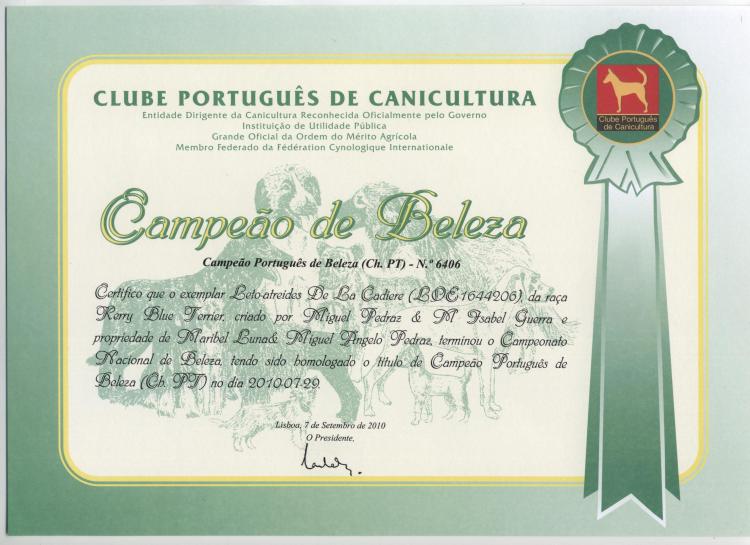 CLUBE PORTUGUÊS DE CANICULTURA
Entidade Dirigente da Canicultura Reconhecida Oficialmente pelo Governo
Instituição de Utilidade Pública
Grande Oficial da Ordem do Mérito Agrícola
Membro Federado da Fédération Cynologique Internationale
Clube Português
de Canicultura
Campeão de Beleza
Campeão Português de Beleza (Ch. PT) - N.º 6406
Certifico que o exemplar Leto-atreides De La Cadiere (LOE1644206) da raça
Kerry Blue Terrier, criado por Miguel Pedraz & Mª Isabel Guerra e
propriedade de Maribel Luna& Miguel Angelo Pedraz, terminou o Campeonato
Nacional de Beleza, tendo sido homologado o título de Campeão Português de
Beleza (Ch. PT) no dia 2010-07-29.
Lisboa, 7 de Setembro de 2010
O Presidente,